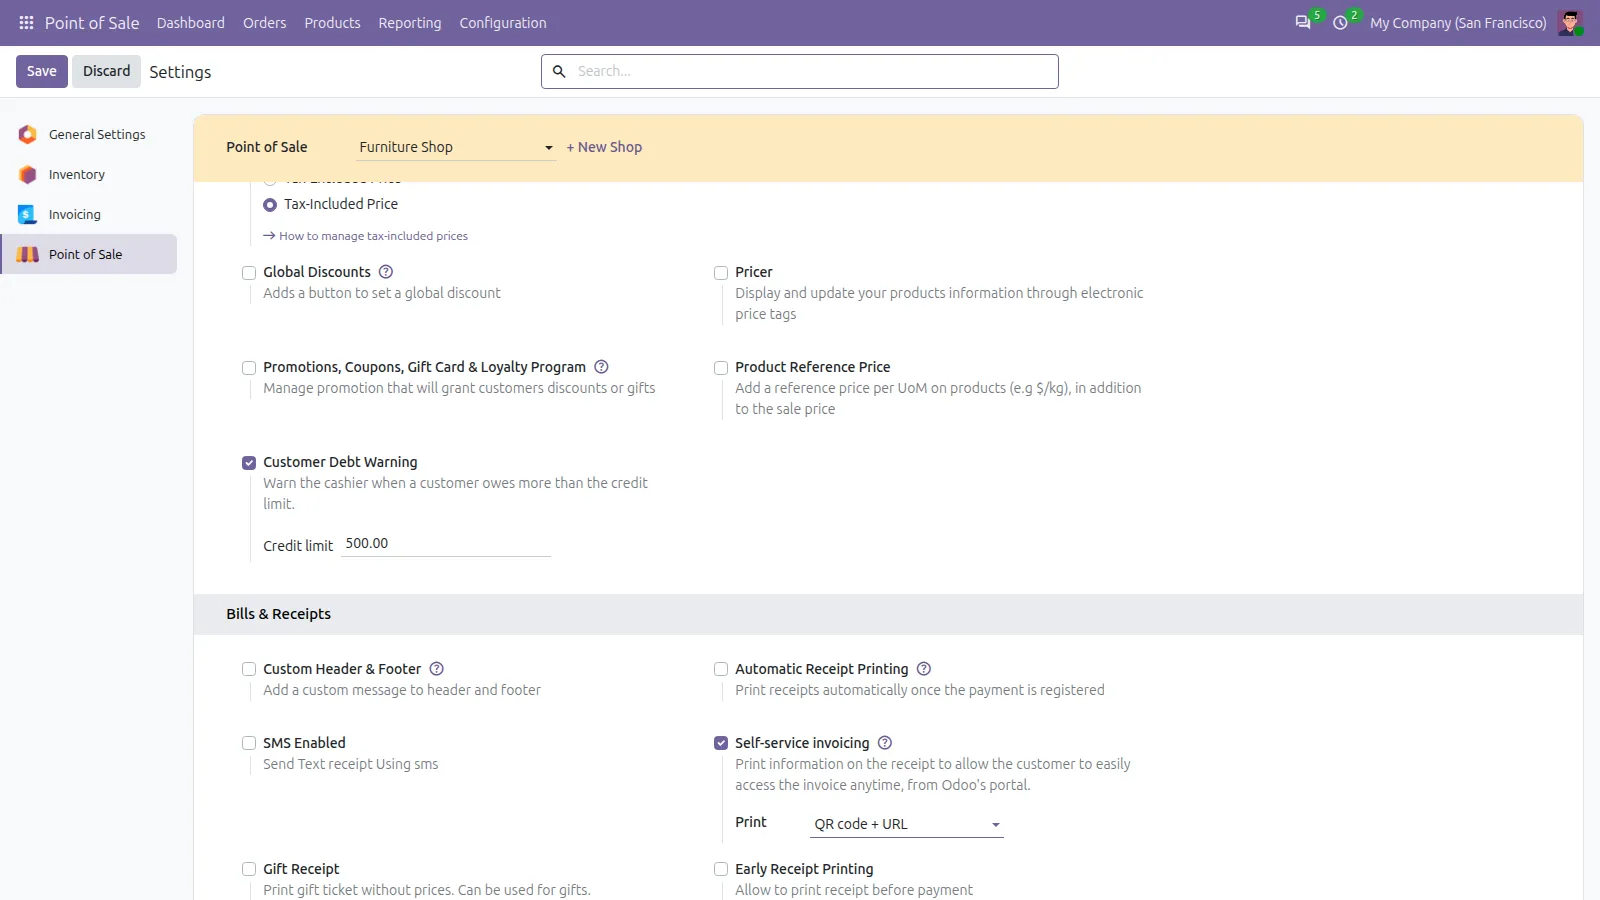 Point of Sale
Dashboard
Orders
Products
Reporting
Configuration
5
2
My Company (San Francisco)
Save
Discard
Settings
Search...
General Settings
Inventory
Invoicing
Point of Sale
Point of Sale
Furniture Shop
+ New Shop
Tax-Included Price
How to manage tax-included prices
Global Discounts ?
Adds a button to set a global discount
Pricer
Display and update your products information through electronic
price tags
Promotions, Coupons, Gift Card & Loyalty Program ?
Manage promotion that will grant customers discounts or gifts
Product Reference Price
Add a reference price per UoM on products (e.g $/kg), in addition
to the sale price
Customer Debt Warning
Warn the cashier when a customer owes more than the credit
limit.
Credit limit 500.00
Bills & Receipts
Custom Header & Footer ?
Add a custom message to header and footer
Automatic Receipt Printing ?
Print receipts automatically once the payment is registered
SMS Enabled
Send Text receipt Using sms
Self-service invoicing ?
Print information on the receipt to allow the customer to easily
access the invoice anytime, from Odoo's portal.
Print QR code + URL
Gift Receipt
Print gift ticket without prices. Can be used for gifts.
Early Receipt Printing
Allow to print receipt before payment